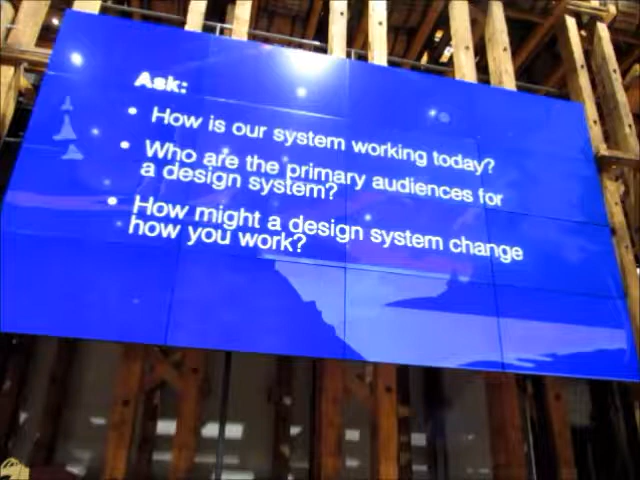 Ask:
• How is our system working today?
• Who are the primary audiences for
a design system?
• How might a design system change
how you work?